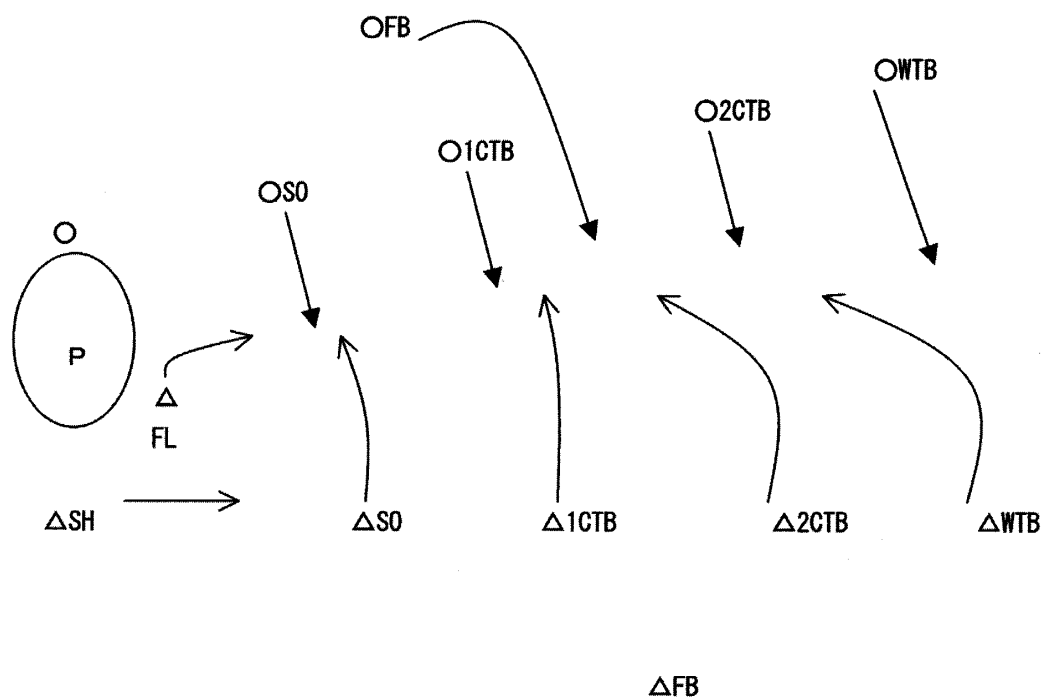 ○FB
○WTB
○2CTB
○1CTB
○SO
○
P
△
FL
△SH
△SO
△1CTB
△2CTB
△WTB
△FB